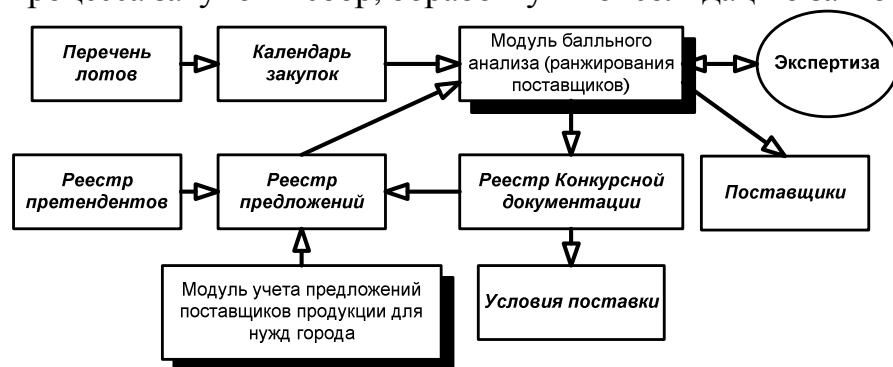 Перечень
лотов
Календарь
закупок
Модуль балльного
анализа (ранжирования
поставщиков)
Экспертиза
Реестр
претендентов
Реестр
предложений
Реестр Конкурсной
документации
Поставщики
Модуль учета предложений
поставщиков продукции для
нужд города
Условия поставки